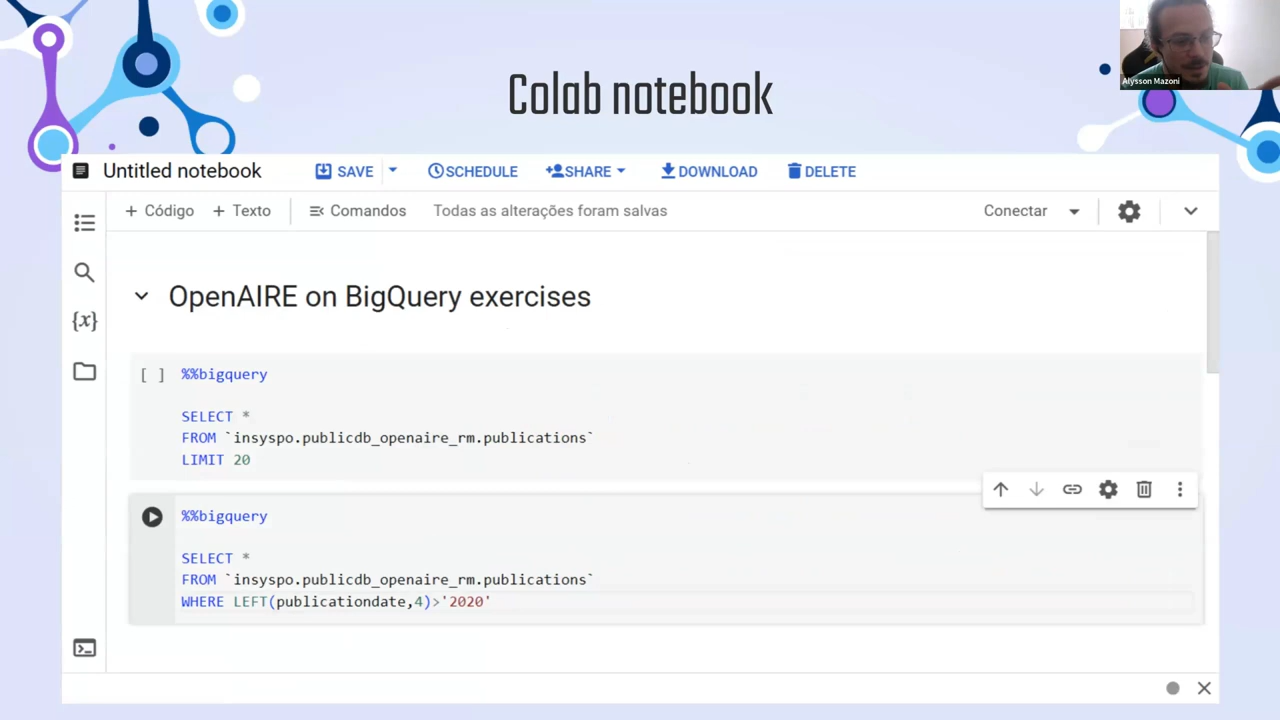 Colab notebook
Alysson Mazoni
Untitled notebook SAVE SCHEDULE SHARE DOWNLOAD DELETE
+ Código + Texto Comandos Todas as alterações foram salvas Conectar
OpenAIRE on BigQuery exercises
{x}
[ ] %%bigquery
SELECT *
FROM `insyspo.publicdb_openaire_rm.publications`
LIMIT 20
%%bigquery
SELECT *
FROM `insyspo.publicdb_openaire_rm.publications`
WHERE LEFT(publicationdate,4)>'2020'